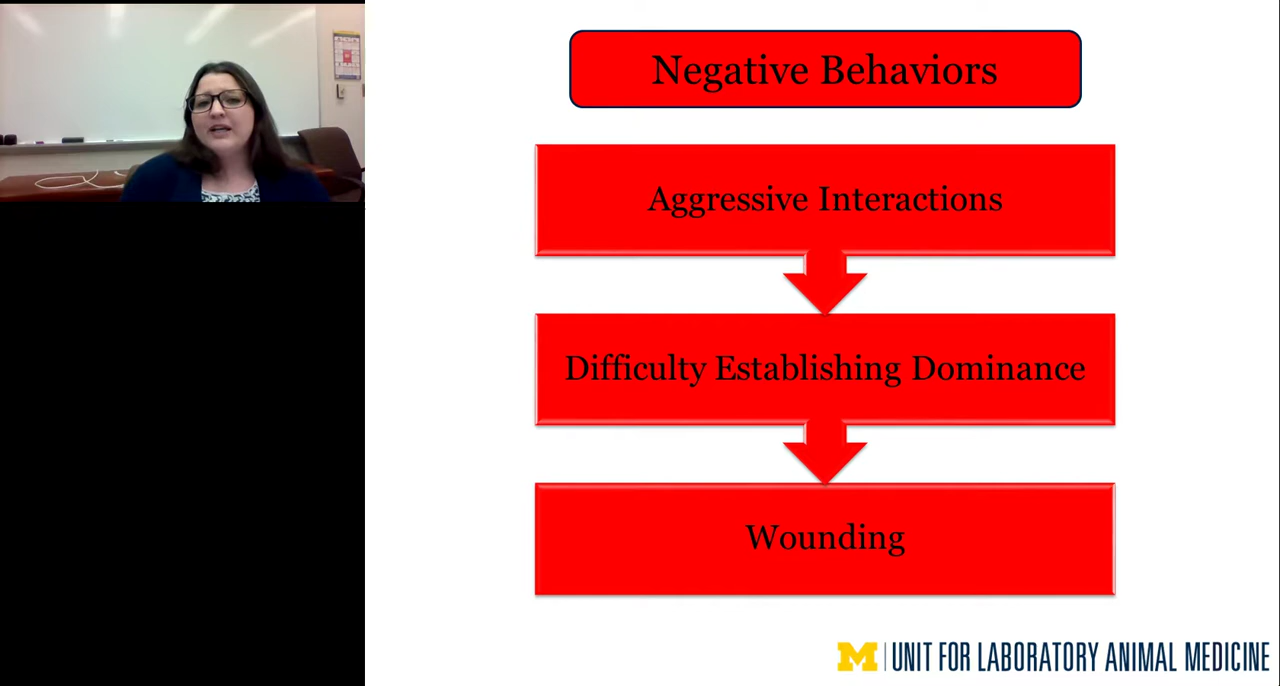 Negative Behaviors
Aggressive Interactions
Difficulty Establishing Dominance
Wounding
M | UNIT FOR LABORATORY ANIMAL MEDICINE